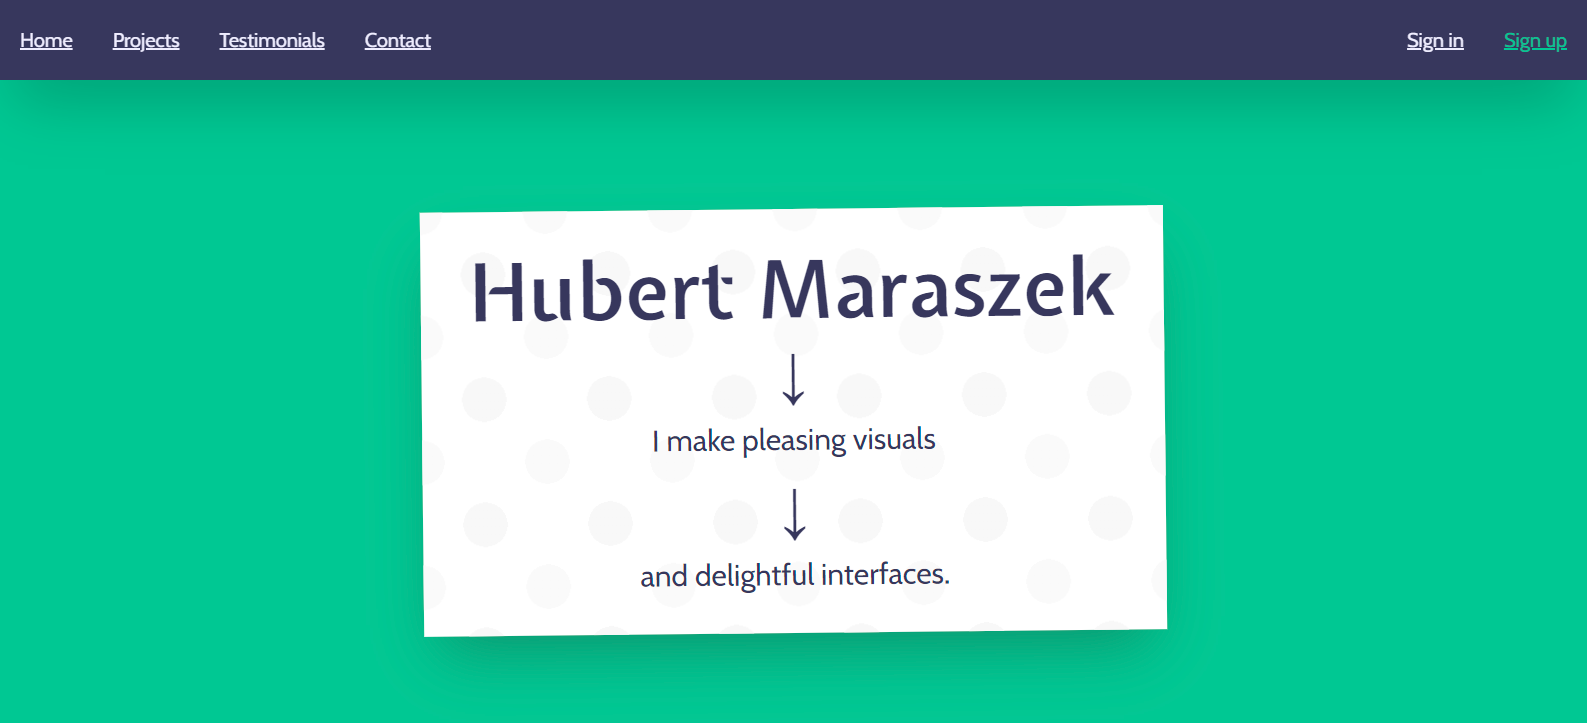 Home Projects Testimonials Contact Sign in Sign up
Hubert Maraszek
↓
I make pleasing visuals
↓
and delightful interfaces.